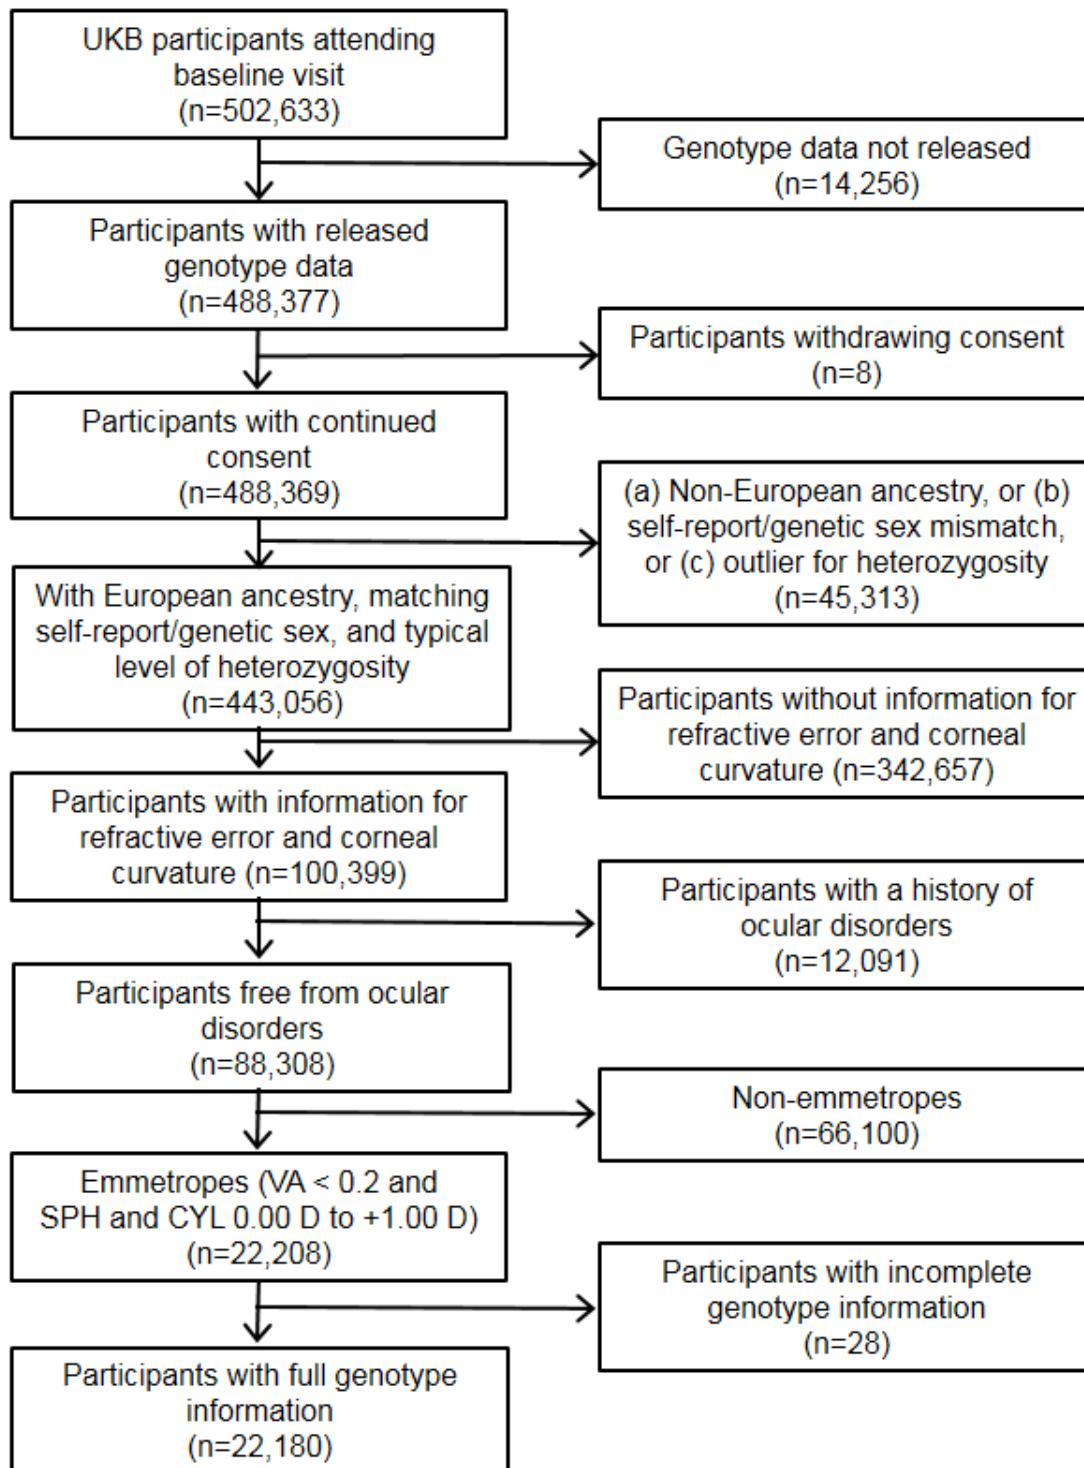 UKB participants attending
baseline visit
(n=502,633)
Genotype data not released
(n=14,256)
Participants with released
genotype data
(n=488,377)
Participants withdrawing consent
(n=8)
Participants with continued
consent
(n=488,369)
(a) Non-European ancestry, or (b)
self-report/genetic sex mismatch,
or (c) outlier for heterozygosity
(n=45,313)
With European ancestry, matching
self-report/genetic sex, and typical
level of heterozygosity
(n=443,056)
Participants without information for
refractive error and corneal
curvature (n=342,657)
Participants with information for
refractive error and corneal
curvature (n=100,399)
Participants with a history of
ocular disorders
(n=12,091)
Participants free from ocular
disorders
(n=88,308)
Non-emmetropes
(n=66,100)
Emmetropes (VA < 0.2 and
SPH and CYL 0.00 D to +1.00 D)
(n=22,208)
Participants with incomplete
genotype information
(n=28)
Participants with full genotype
information
(n=22,180)